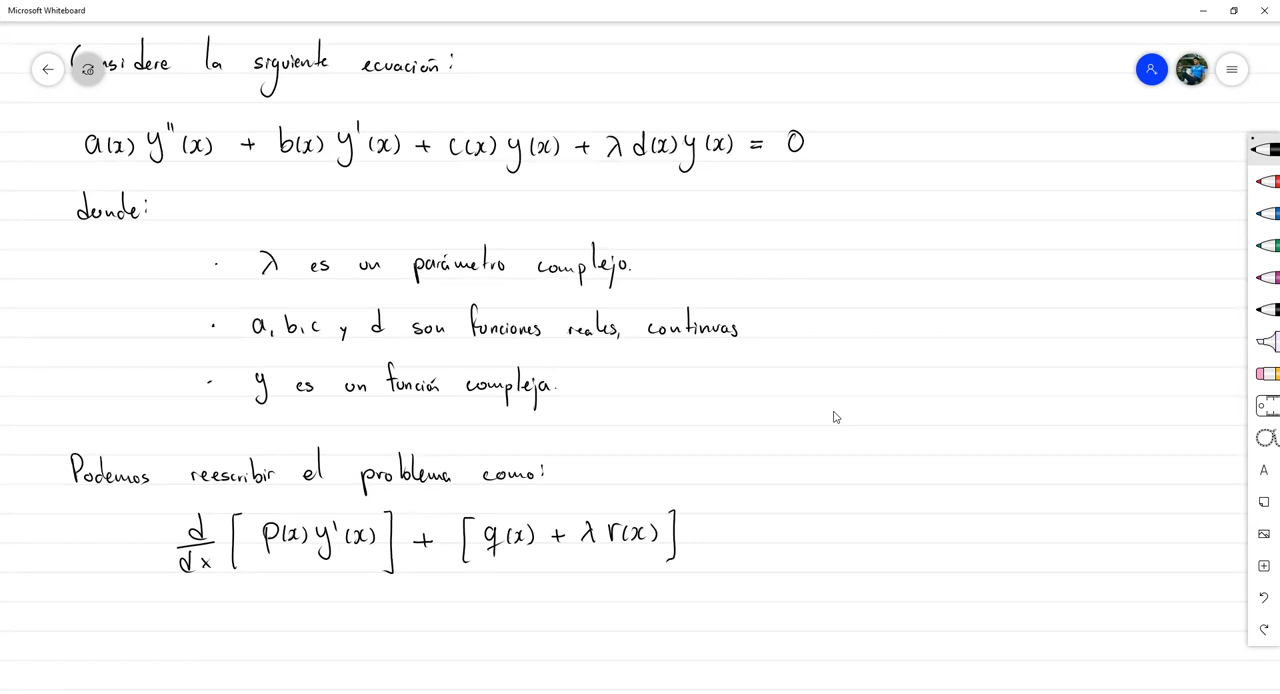 Microsoft Whiteboard
Considere la siguiente ecuación:
a(x) y''(x) + b(x) y'(x) + c(x) y(x) + λ d(x) y(x) = 0
donde:
· λ es un parámetro complejo.
· a, b, c y d son funciones reales, continuas
· y es un función compleja.
Podemos reescribir el problema como:
d/dx [ p(x) y'(x) ] + [ q(x) + λ r(x) ]
A